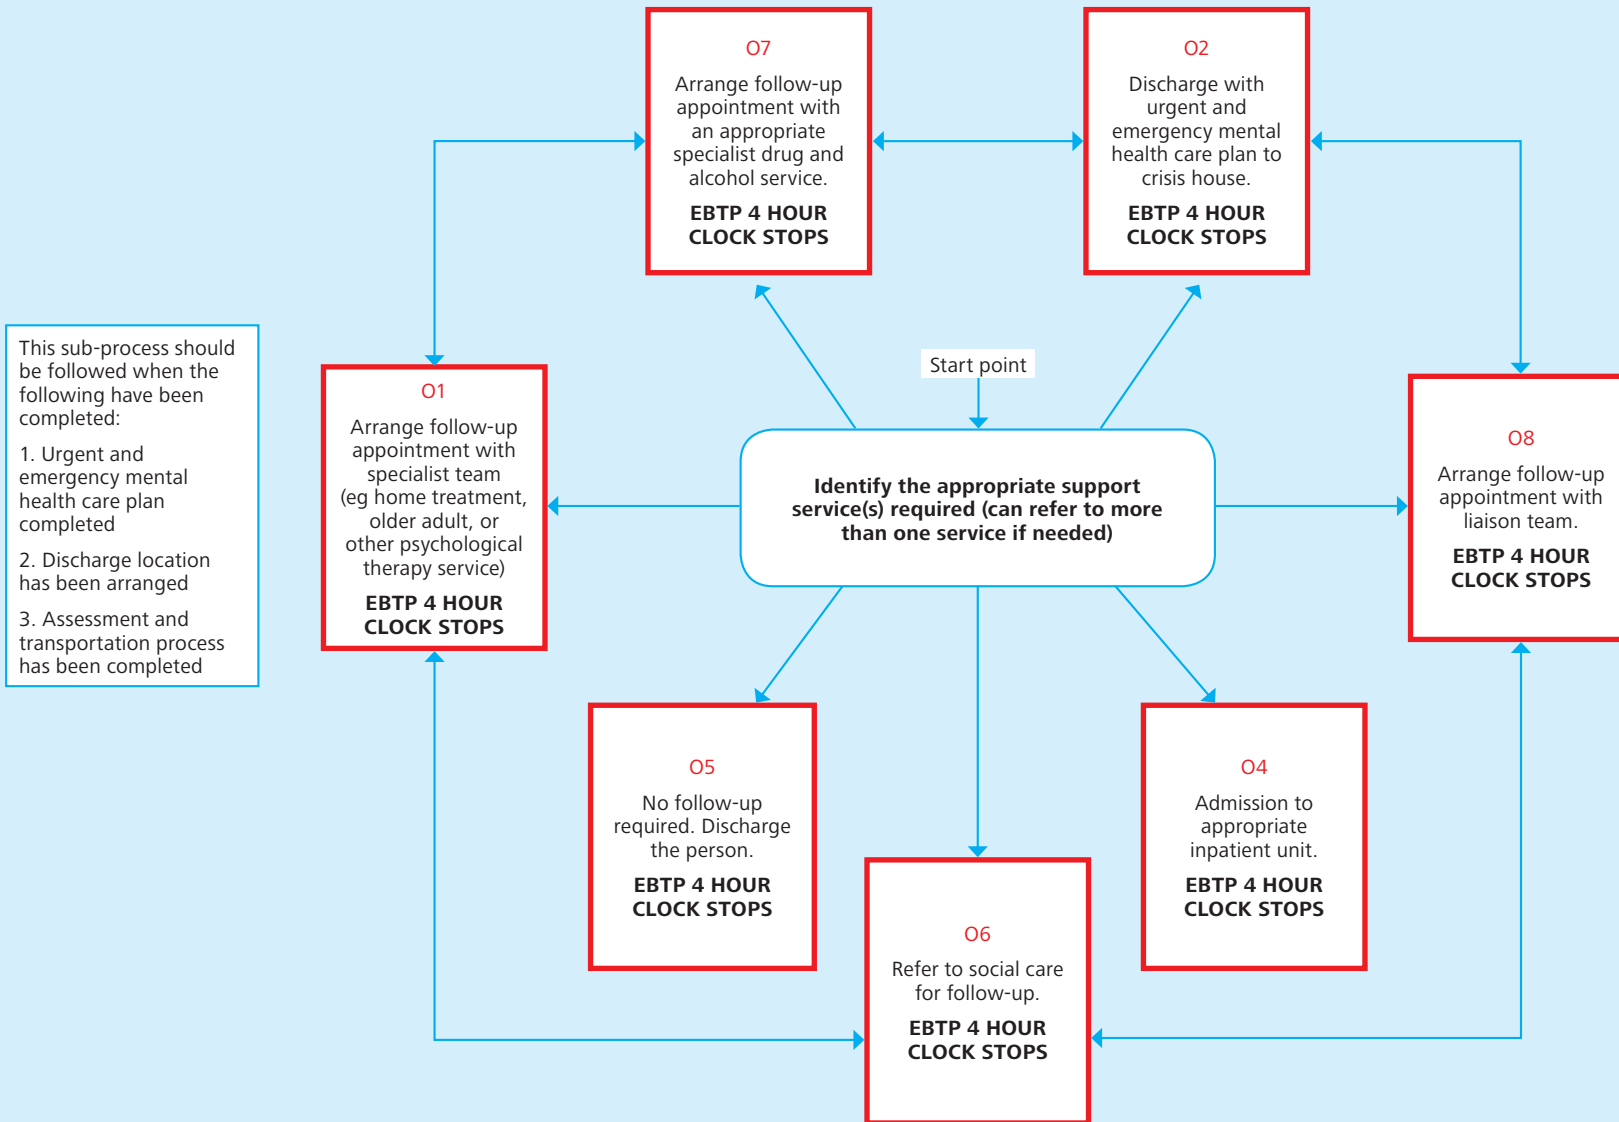 O7
Arrange follow-up
appointment with
an appropriate
specialist drug and
alcohol service.
EBTP 4 HOUR
CLOCK STOPS
O2
Discharge with
urgent and
emergency mental
health care plan to
crisis house.
EBTP 4 HOUR
CLOCK STOPS
This sub-process should
be followed when the
following have been
completed:
1. Urgent and
emergency mental
health care plan
completed
2. Discharge location
has been arranged
3. Assessment and
transportation process
has been completed
O1
Arrange follow-up
appointment with
specialist team
(eg home treatment,
older adult, or
other psychological
therapy service)
EBTP 4 HOUR
CLOCK STOPS
Start point
Identify the appropriate support
service(s) required (can refer to more
than one service if needed)
O8
Arrange follow-up
appointment with
liaison team.
EBTP 4 HOUR
CLOCK STOPS
O5
No follow-up
required. Discharge
the person.
EBTP 4 HOUR
CLOCK STOPS
O6
Refer to social care
for follow-up.
EBTP 4 HOUR
CLOCK STOPS
O4
Admission to
appropriate
inpatient unit.
EBTP 4 HOUR
CLOCK STOPS